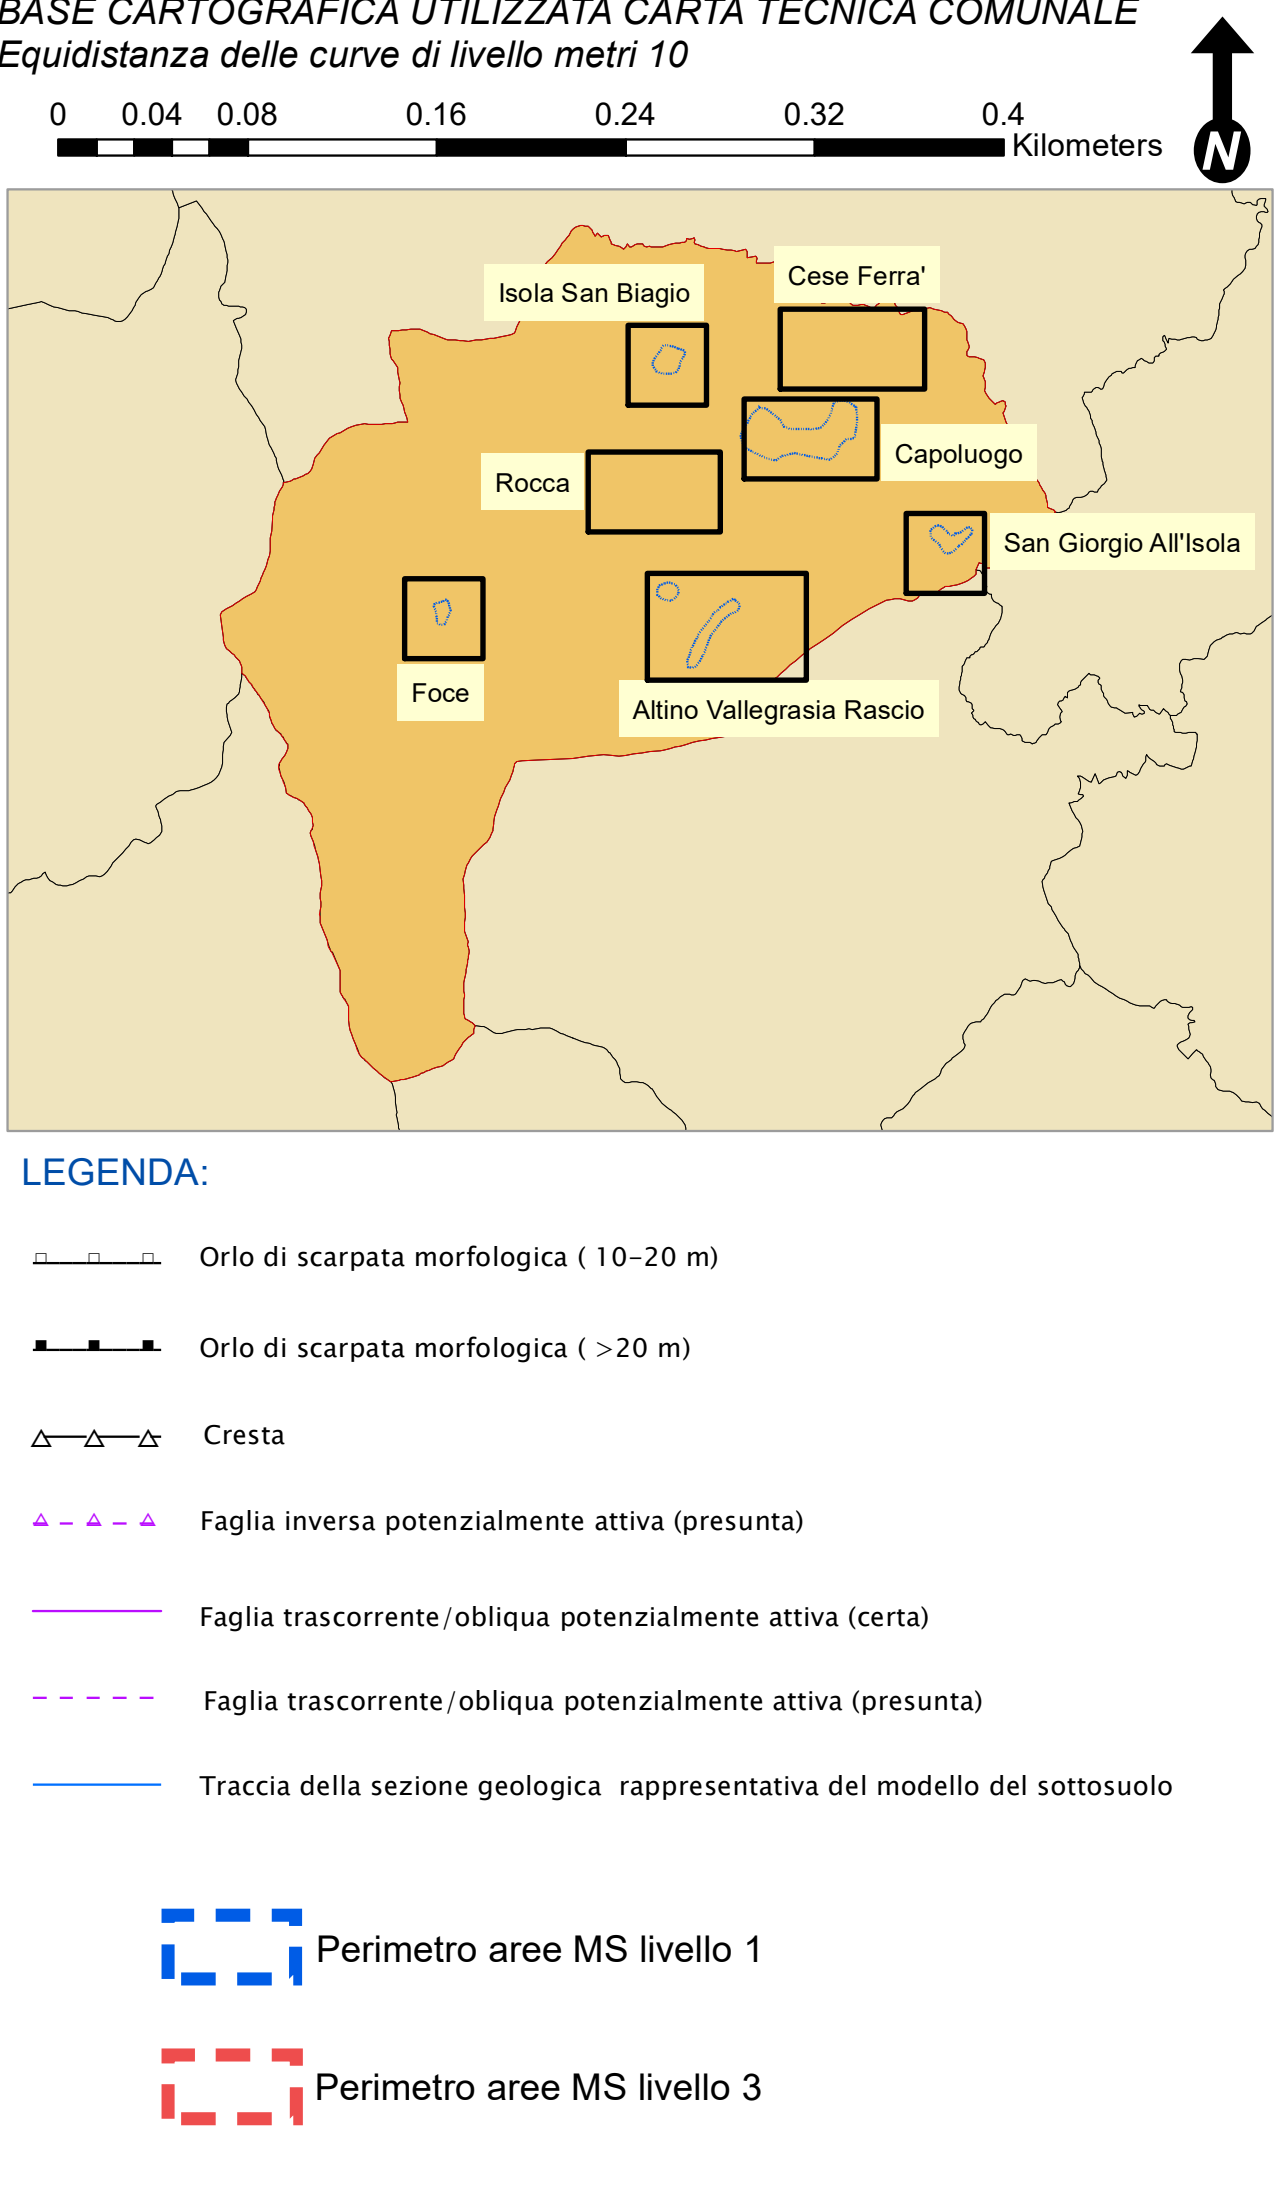 BASE CARTOGRAFICA UTILIZZATA CARTA TECNICA COMUNALE
Equidistanza delle curve di livello metri 10
0 0.04 0.08 0.16 0.24 0.32 0.4
Kilometers
N
Cese Ferra'
Isola San Biagio
Capoluogo
Rocca
San Giorgio All'Isola
Foce
Altino Vallegrasia Rascio
LEGENDA:
Orlo di scarpata morfologica ( 10-20 m)
Orlo di scarpata morfologica ( >20 m)
Cresta
Faglia inversa potenzialmente attiva (presunta)
Faglia trascorrente/obliqua potenzialmente attiva (certa)
Faglia trascorrente/obliqua potenzialmente attiva (presunta)
Traccia della sezione geologica rappresentativa del modello del sottosuolo
Perimetro aree MS livello 1
Perimetro aree MS livello 3